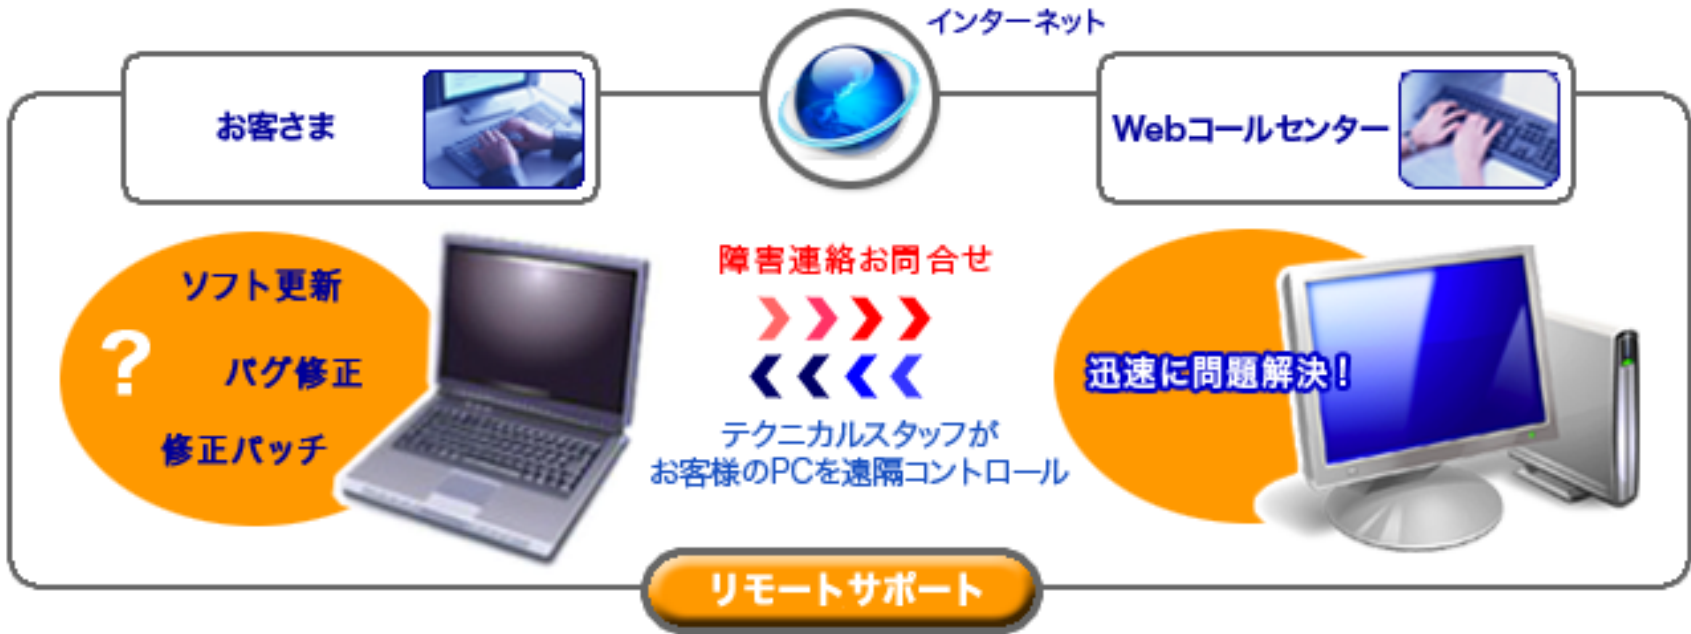 インターネット
お客さま
Webコールセンター
ソフト更新
?
バグ修正
修正パッチ
障害連絡お問合せ
テクニカルスタッフが
お客様のPCを遠隔コントロール
迅速に問題解決!
リモートサポート